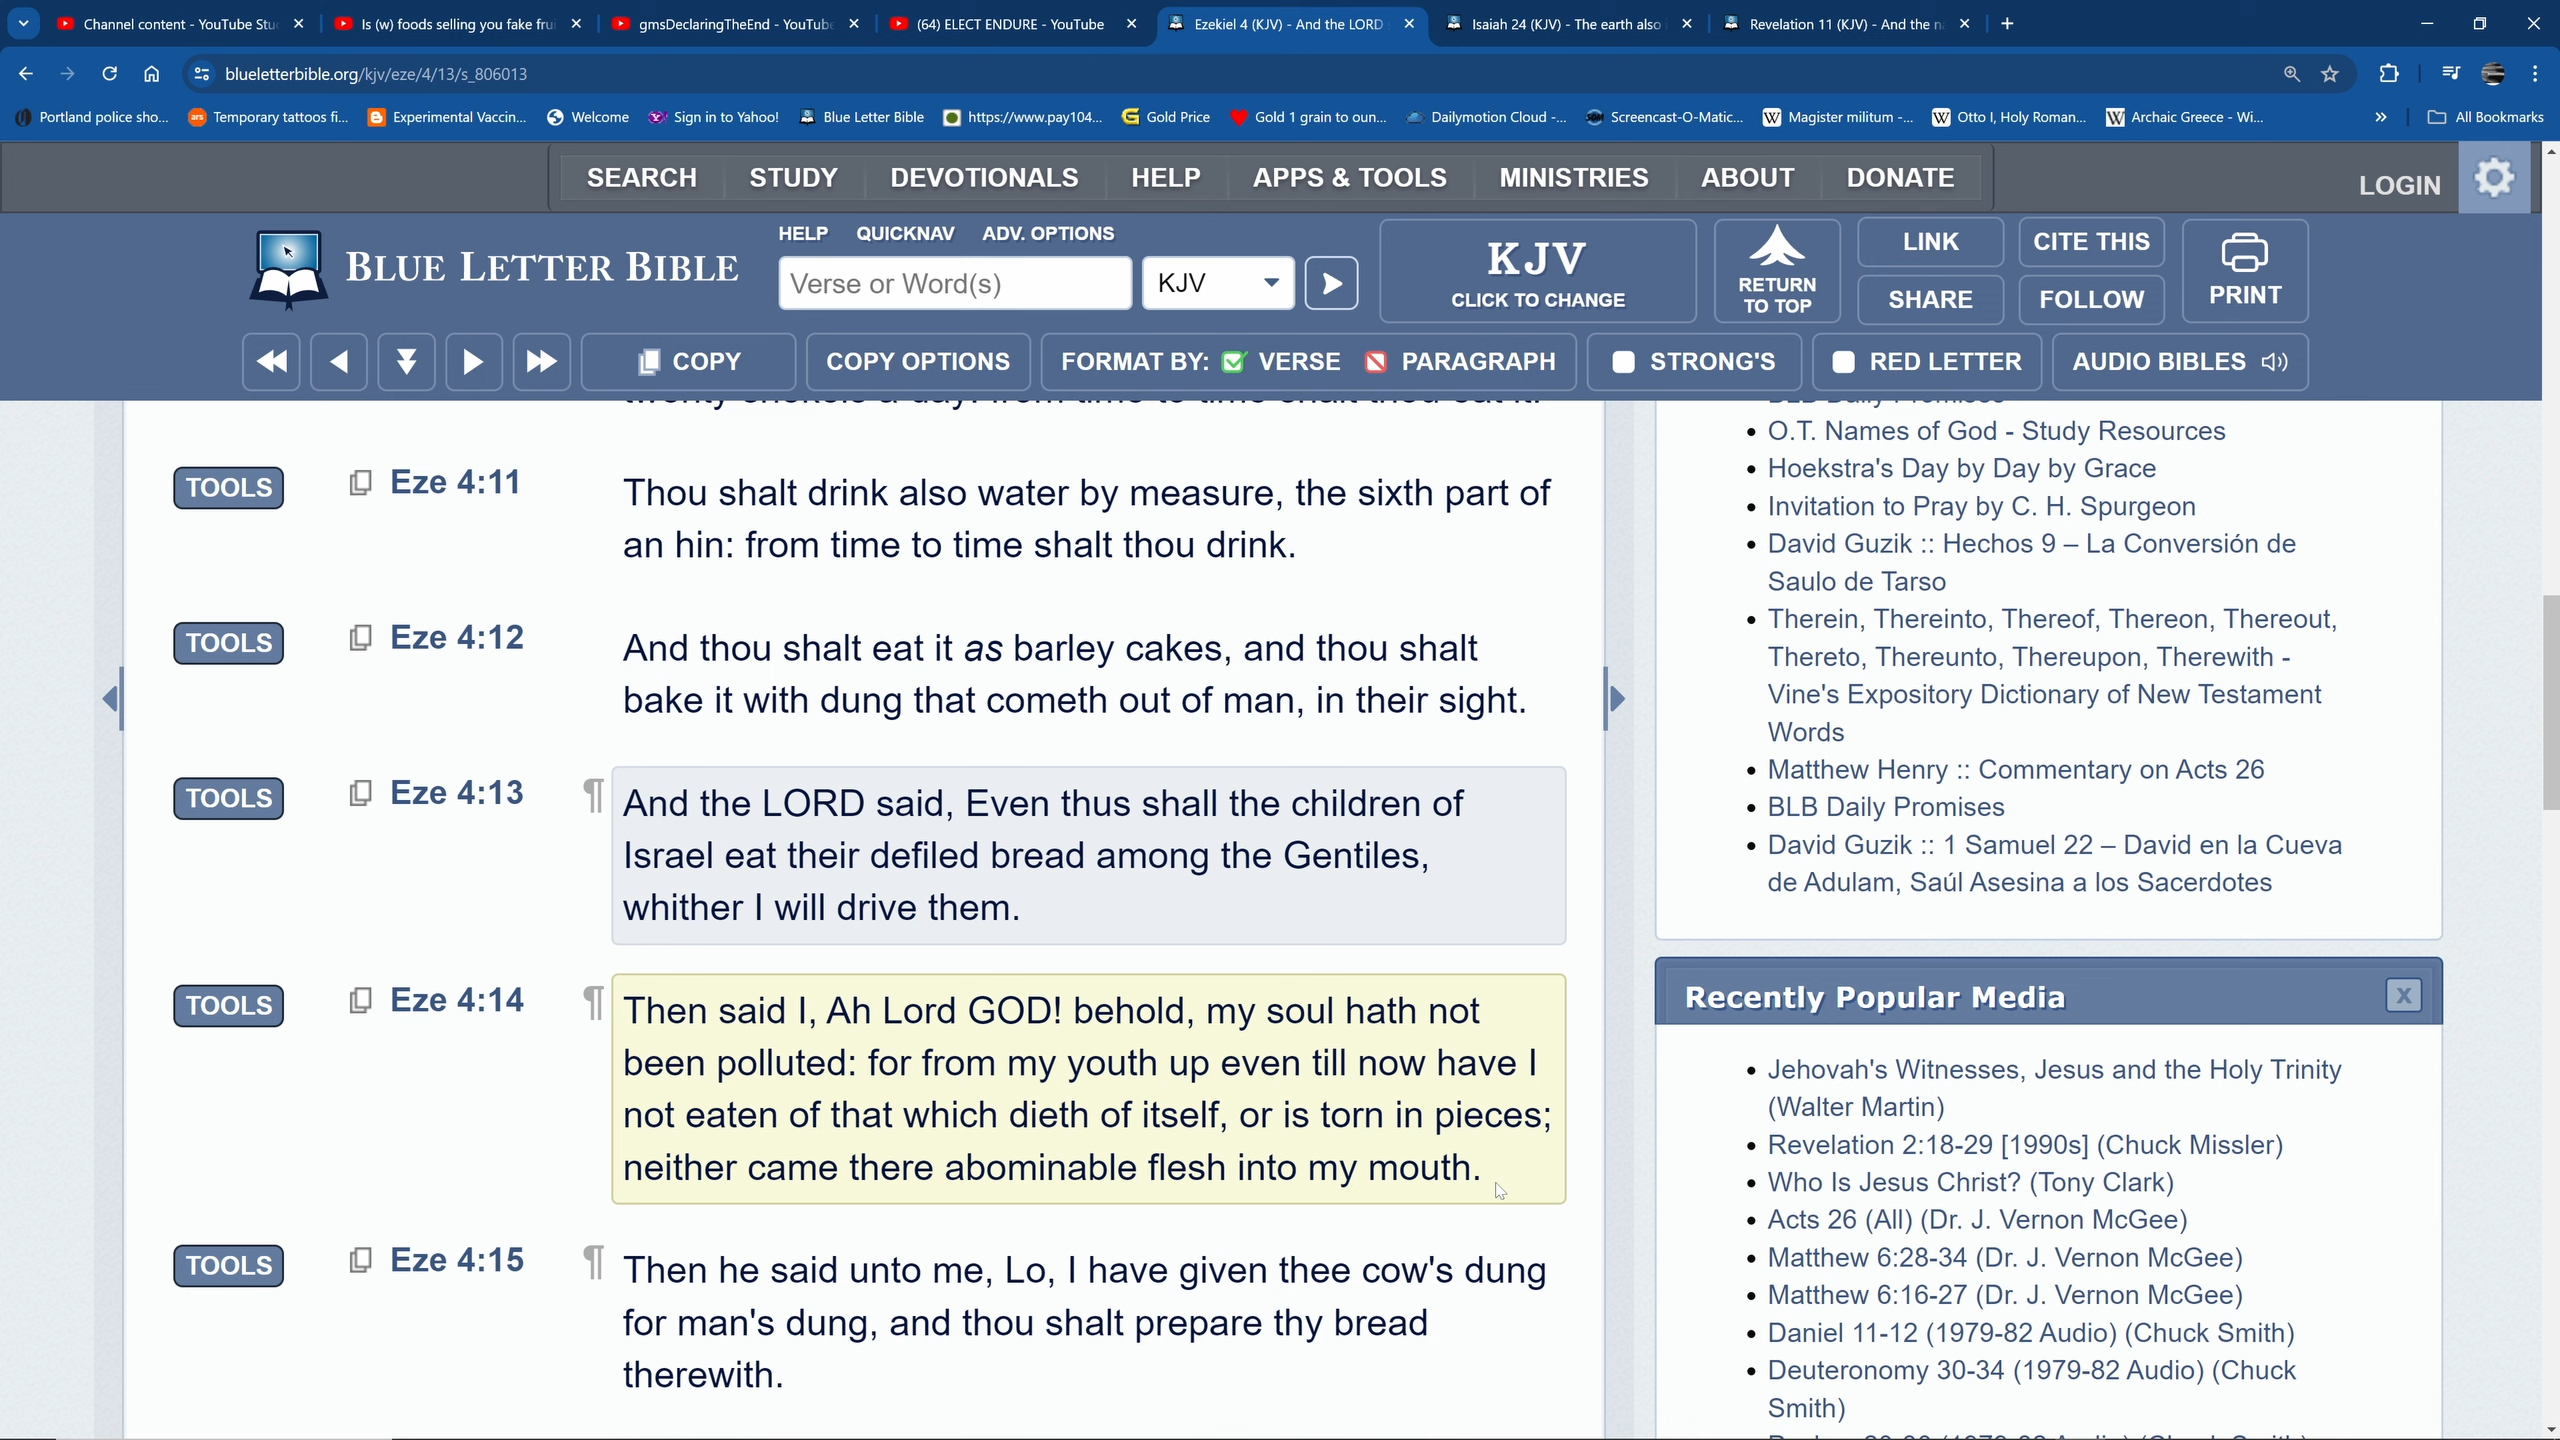 Channel content - YouTube Stu
Is (w) foods selling you fake fru
gmsDeclaringTheEnd - YouTube
(64) ELECT ENDURE - YouTube
Ezekiel 4 (KJV) - And the LORD
Isaiah 24 (KJV) - The earth also
Revelation 11 (KJV) - And the n
blueletterbible.org/kjv/eze/4/13/s_806013
Portland police sho...
Temporary tattoos fi...
Experimental Vaccin...
Welcome
Sign in to Yahoo!
Blue Letter Bible
https://www.pay104...
Gold Price
Gold 1 grain to oun...
Dailymotion Cloud -...
Screencast-O-Matic...
Magister militum -...
Otto I, Holy Roman...
Archaic Greece - Wi...
All Bookmarks
SEARCH STUDY DEVOTIONALS HELP APPS & TOOLS MINISTRIES ABOUT DONATE
LOGIN
BLUE LETTER BIBLE
HELP QUICKNAV ADV. OPTIONS
Verse or Word(s)
KJV
KJV
CLICK TO CHANGE
RETURN
TO TOP
LINK
CITE THIS
SHARE
FOLLOW
PRINT
COPY
COPY OPTIONS
FORMAT BY: VERSE PARAGRAPH
STRONG'S
RED LETTER
AUDIO BIBLES
twenty shekels a day: from time to time shalt thou eat it.
TOOLS
Eze 4:11
Thou shalt drink also water by measure, the sixth part of
an hin: from time to time shalt thou drink.
TOOLS
Eze 4:12
And thou shalt eat it as barley cakes, and thou shalt
bake it with dung that cometh out of man, in their sight.
TOOLS
Eze 4:13
¶ And the LORD said, Even thus shall the children of
Israel eat their defiled bread among the Gentiles,
whither I will drive them.
TOOLS
Eze 4:14
¶ Then said I, Ah Lord GOD! behold, my soul hath not
been polluted: for from my youth up even till now have I
not eaten of that which dieth of itself, or is torn in pieces;
neither came there abominable flesh into my mouth.
TOOLS
Eze 4:15
¶ Then he said unto me, Lo, I have given thee cow's dung
for man's dung, and thou shalt prepare thy bread
therewith.
BLB Daily Promises
O.T. Names of God - Study Resources
Hoekstra's Day by Day by Grace
Invitation to Pray by C. H. Spurgeon
David Guzik :: Hechos 9 – La Conversión de
Saulo de Tarso
Therein, Thereinto, Thereof, Thereon, Thereout,
Thereto, Thereunto, Thereupon, Therewith -
Vine's Expository Dictionary of New Testament
Words
Matthew Henry :: Commentary on Acts 26
BLB Daily Promises
David Guzik :: 1 Samuel 22 – David en la Cueva
de Adulam, Saúl Asesina a los Sacerdotes
Recently Popular Media
x
Jehovah's Witnesses, Jesus and the Holy Trinity
(Walter Martin)
Revelation 2:18-29 [1990s] (Chuck Missler)
Who Is Jesus Christ? (Tony Clark)
Acts 26 (All) (Dr. J. Vernon McGee)
Matthew 6:28-34 (Dr. J. Vernon McGee)
Matthew 6:16-27 (Dr. J. Vernon McGee)
Daniel 11-12 (1979-82 Audio) (Chuck Smith)
Deuteronomy 30-34 (1979-82 Audio) (Chuck
Smith)